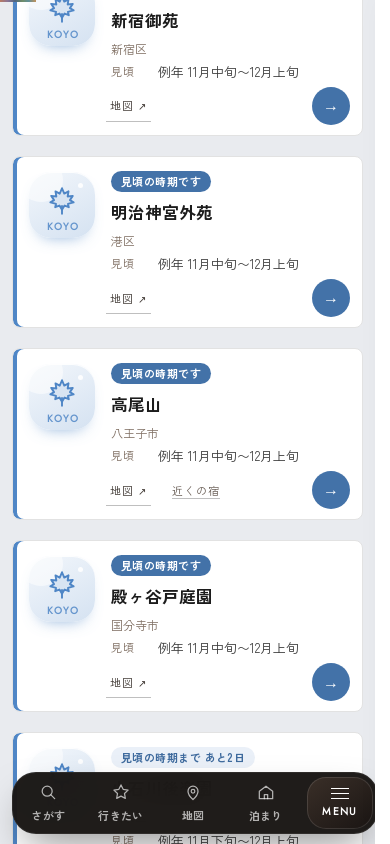 KOYO
新宿御苑
新宿区
見頃 例年 11月中旬〜12月上旬
地図 ↗
→
KOYO
見頃の時期です
明治神宮外苑
港区
見頃 例年 11月中旬〜12月上旬
地図 ↗
→
KOYO
見頃の時期です
高尾山
八王子市
見頃 例年 11月中旬〜12月上旬
地図 ↗ 近くの宿
→
KOYO
見頃の時期です
殿ヶ谷戸庭園
国分寺市
見頃 例年 11月中旬〜12月上旬
地図 ↗
→
見頃の時期まで あと2日
見頃 例年 11月下旬〜12月上旬
さがす 行きたい 地図 泊まり MENU